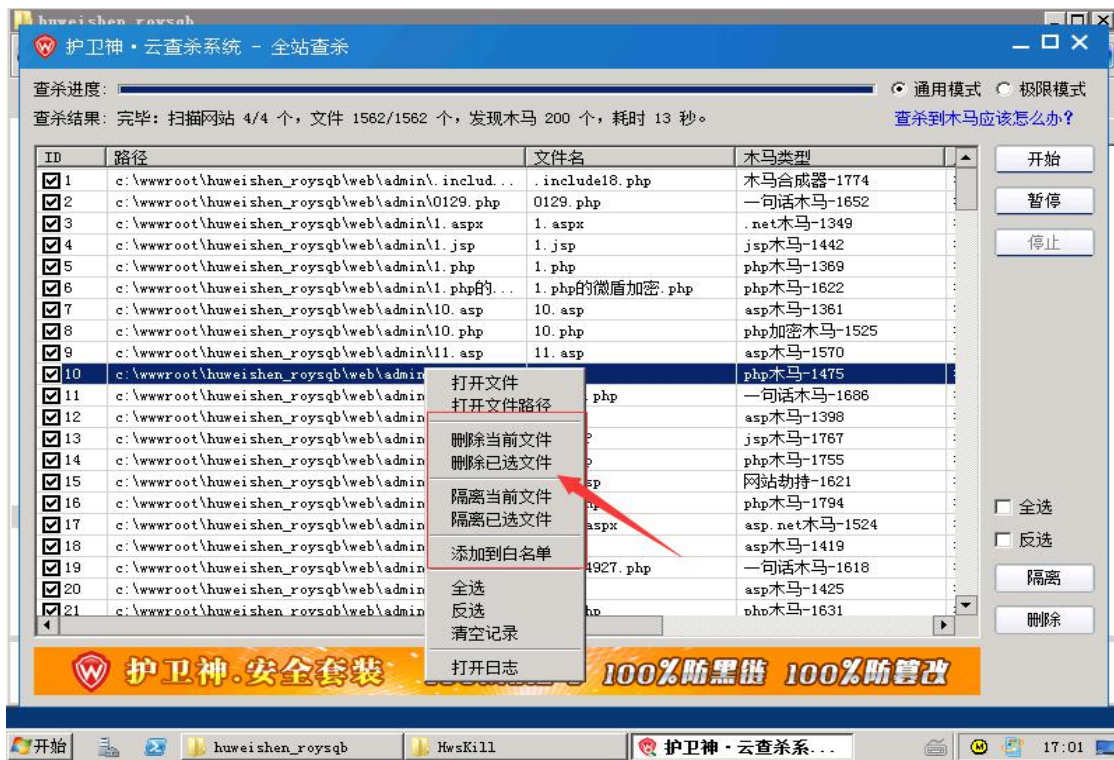 huweishen_roysqb
护卫神·云查杀系统 - 全站查杀
查杀进度:
通用模式 极限模式
查杀结果: 完毕: 扫描网站 4/4 个,文件 1562/1562 个,发现木马 200 个,耗时 13 秒。
查杀到木马应该怎么办?
ID 路径 文件名 木马类型
1 c:\wwwroot\huweishen_roysqb\web\admin\.includ... .include18.php 木马合成器-1774
2 c:\wwwroot\huweishen_roysqb\web\admin\0129.php 0129.php 一句话木马-1652
3 c:\wwwroot\huweishen_roysqb\web\admin\1.aspx 1.aspx .net木马-1349
4 c:\wwwroot\huweishen_roysqb\web\admin\1.jsp 1.jsp jsp木马-1442
5 c:\wwwroot\huweishen_roysqb\web\admin\1.php 1.php php木马-1369
6 c:\wwwroot\huweishen_roysqb\web\admin\1.php的... 1.php的微盾加密.php php木马-1622
7 c:\wwwroot\huweishen_roysqb\web\admin\10.asp 10.asp asp木马-1361
8 c:\wwwroot\huweishen_roysqb\web\admin\10.php 10.php php加密木马-1525
9 c:\wwwroot\huweishen_roysqb\web\admin\11.asp 11.asp asp木马-1570
10 c:\wwwroot\huweishen_roysqb\web\admin php木马-1475
11 c:\wwwroot\huweishen_roysqb\web\admin .php 一句话木马-1686
12 c:\wwwroot\huweishen_roysqb\web\admin asp木马-1398
13 c:\wwwroot\huweishen_roysqb\web\admin jsp木马-1767
14 c:\wwwroot\huweishen_roysqb\web\admin php木马-1755
15 c:\wwwroot\huweishen_roysqb\web\admin sp 网站劫持-1621
16 c:\wwwroot\huweishen_roysqb\web\admin php木马-1794
17 c:\wwwroot\huweishen_roysqb\web\admin aspx asp.net木马-1524
18 c:\wwwroot\huweishen_roysqb\web\admin asp木马-1419
19 c:\wwwroot\huweishen_roysqb\web\admin 4927.php 一句话木马-1618
20 c:\wwwroot\huweishen_roysqb\web\admin asp木马-1425
21 c:\wwwroot\huweishen_roysqb\web\admin hp php木马-1631
打开文件
打开文件路径
删除当前文件
删除已选文件
隔离当前文件
隔离已选文件
添加到白名单
全选
反选
清空记录
打开日志
开始
暂停
停止
全选
反选
隔离
删除
护卫神.安全套装 100%防黑链 100%防篡改
开始 huweishen_roysqb HwsKill 护卫神·云查杀系... 17:01